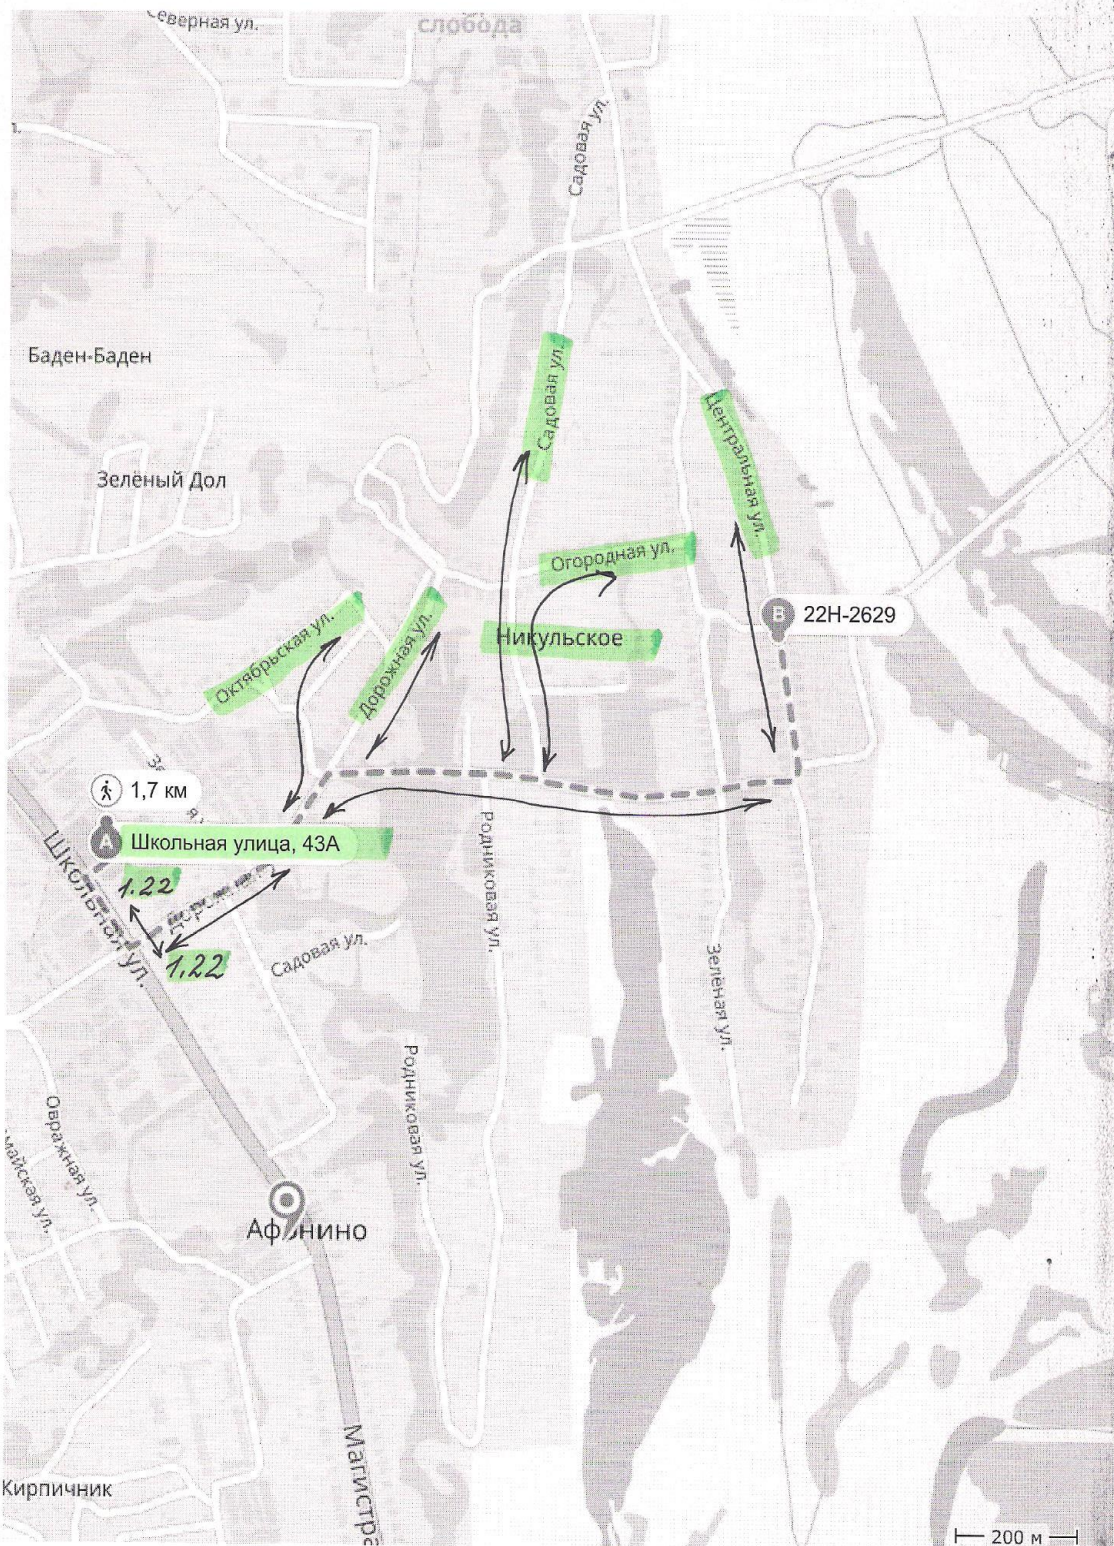 Северная ул.
слобода
Садовая ул.
Баден-Баден
Садовая ул.
Центральная ул.
Зелёный Дол
Огородная ул.
22Н-2629
B
Никульское
Октябрьская ул.
Дорожная ул.
1,7 км
A
Школьная улица, 43А
Школьная ул.
1.22
1.22
Садовая ул.
Родниковая ул.
Зелёная ул.
Родниковая ул.
Овражная ул.
Афонино
Магистра
Кирпичник
200 м